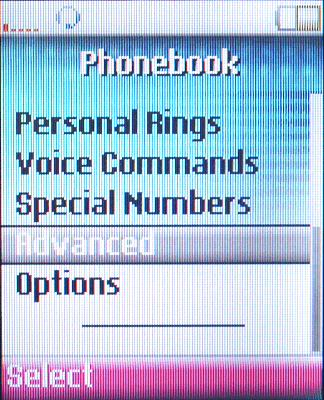 Phonebook
Personal Rings
Voice Commands
Special Numbers
Advanced
Options
Select